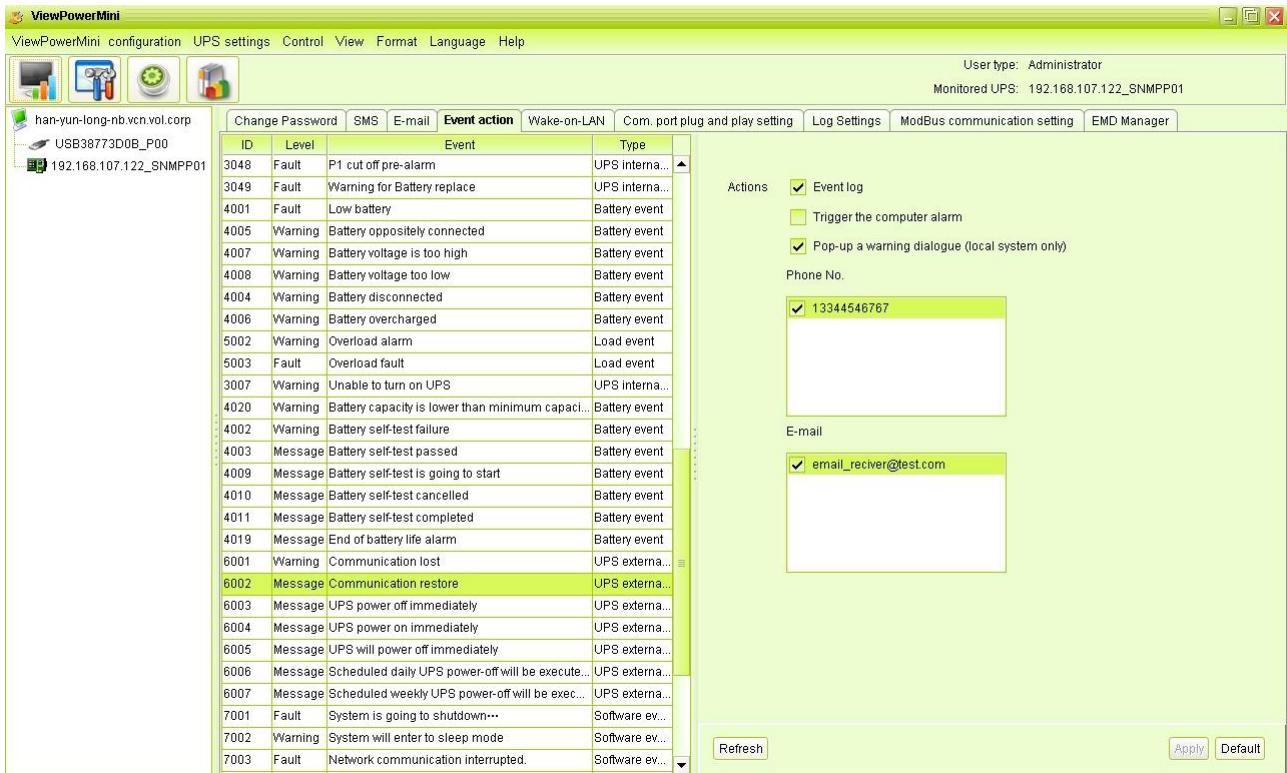 ViewPowerMini
ViewPowerMini configuration UPS settings Control View Format Language Help
User type: Administrator
Monitored UPS: 192.168.107.122_SNMPP01
han-yun-long-nb.vcn.vol.corp
USB38773D0B_P00
192.168.107.122_SNMPP01
Change Password SMS E-mail Event action Wake-on-LAN Com. port plug and play setting Log Settings ModBus communication setting EMD Manager
ID Level Event Type
3048 Fault P1 cut off pre-alarm UPS interna...
3049 Fault Warning for Battery replace UPS interna...
4001 Fault Low battery Battery event
4005 Warning Battery oppositely connected Battery event
4007 Warning Battery voltage is too high Battery event
4008 Warning Battery voltage too low Battery event
4004 Warning Battery disconnected Battery event
4006 Warning Battery overcharged Battery event
5002 Warning Overload alarm Load event
5003 Fault Overload fault Load event
3007 Warning Unable to turn on UPS UPS interna...
4020 Warning Battery capacity is lower than minimum capaci... Battery event
4002 Warning Battery self-test failure Battery event
4003 Message Battery self-test passed Battery event
4009 Message Battery self-test is going to start Battery event
4010 Message Battery self-test cancelled Battery event
4011 Message Battery self-test completed Battery event
4019 Message End of battery life alarm Battery event
6001 Warning Communication lost UPS externa...
6002 Message Communication restore UPS externa...
6003 Message UPS power off immediately UPS externa...
6004 Message UPS power on immediately UPS externa...
6005 Message UPS will power off immediately UPS externa...
6006 Message Scheduled daily UPS power-off will be execute... UPS externa...
6007 Message Scheduled weekly UPS power-off will be exec... UPS externa...
7001 Fault System is going to shutdown··· Software ev...
7002 Warning System will enter to sleep mode Software ev...
7003 Fault Network communication interrupted. Software ev...
Actions Event log
Trigger the computer alarm
Pop-up a warning dialogue (local system only)
Phone No.
13344546767
E-mail
email_reciver@test.com
Refresh Apply Default